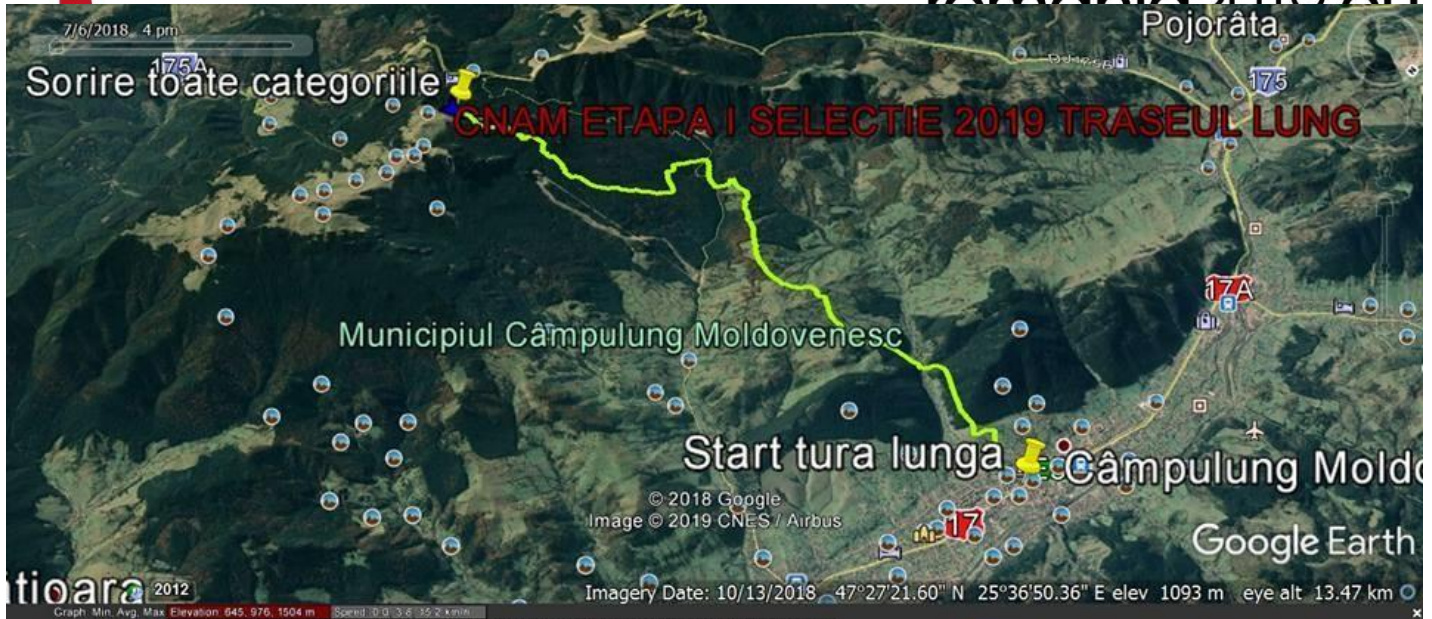 Pojorâta
7/6/2018 4 pm
175A
175
Sorire toate categoriile
CNAM ETAPA I SELECTIE 2019 TRASEUL LUNG
17A
Municipiul Câmpulung Moldovenesc
Start tura lunga
Câmpulung Moldo
© 2018 Google
Image © 2019 CNES / Airbus
17
Google Earth
tioara
2012
Imagery Date: 10/13/2018 47°27'21.60" N 25°36'50.36" E elev 1093 m eye alt 13.47 km
Graph: Min, Avg, Max Elevation: 645, 976, 1504 m